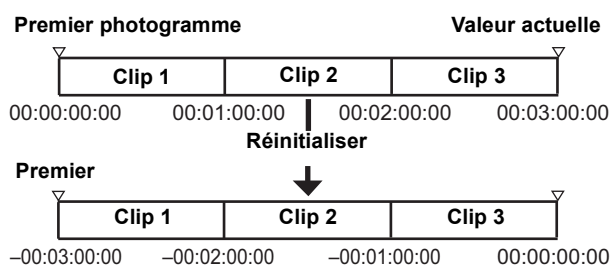 Premier photogramme Valeur actuelle
Clip 1 Clip 2 Clip 3
00:00:00:00 00:01:00:00 00:02:00:00 00:03:00:00
Réinitialiser
Premier
Clip 1 Clip 2 Clip 3
–00:03:00:00 –00:02:00:00 –00:01:00:00 00:00:00:00